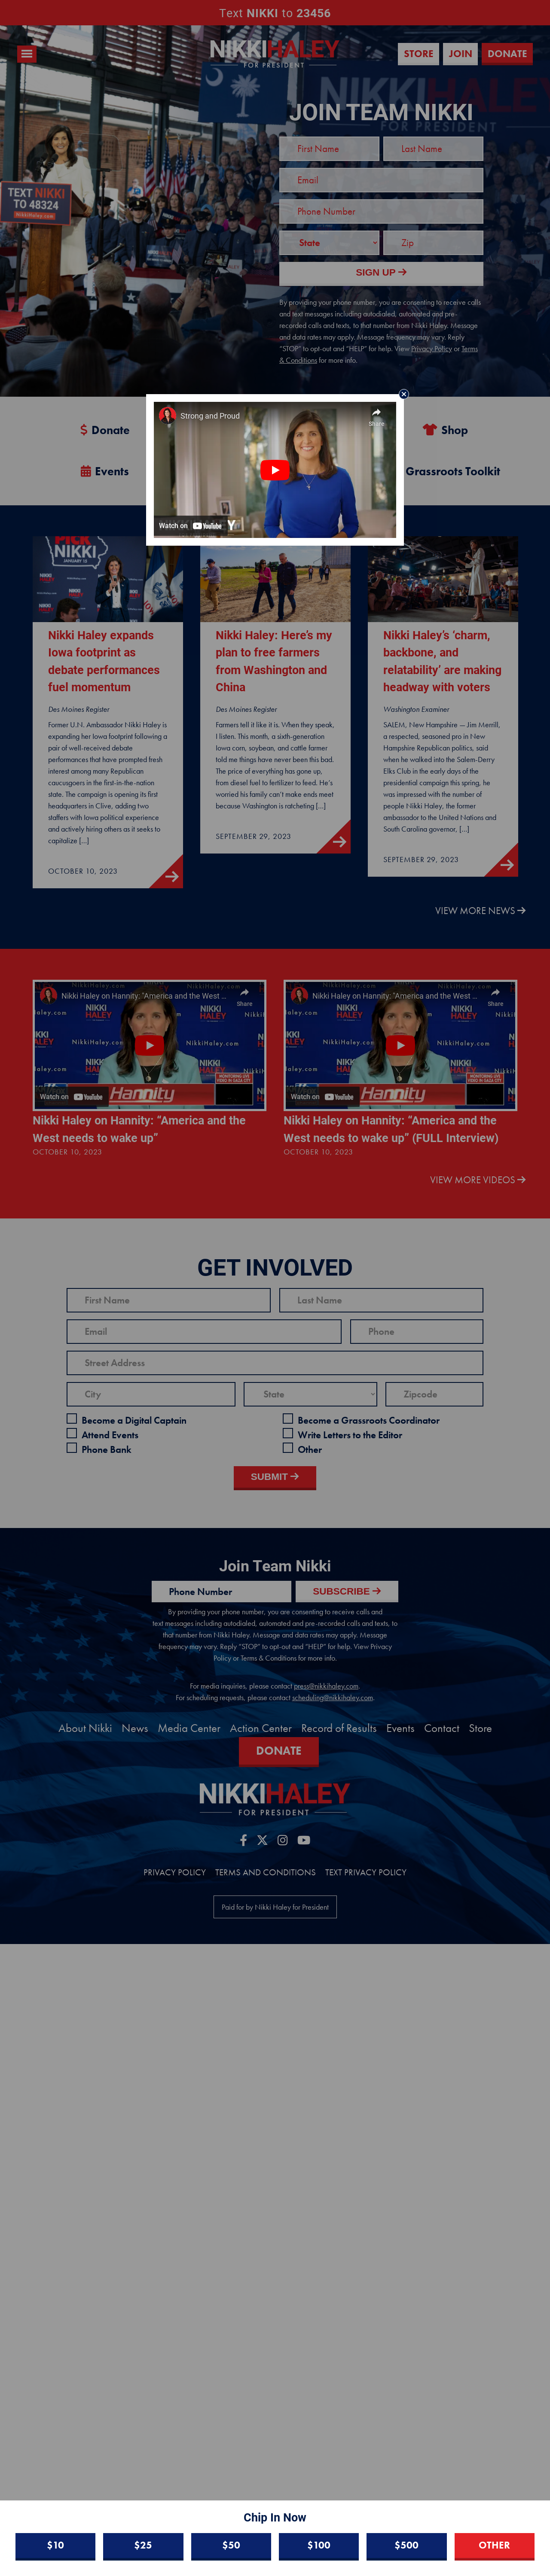 Text NIKKI to 23456
NIKKIHALEY
FOR PRESIDENT
STORE
JOIN
DONATE
JOIN TEAM NIKKI
First Name
Last Name
Email
Phone Number
State
Zip
SIGN UP
By providing your phone number, you are consenting to receive calls
and text messages including autodialed, automated and pre-
recorded calls and texts, to that number from Nikki Haley. Message
and data rates may apply. Message frequency may vary. Reply
“STOP” to opt-out and “HELP” for help. View Privacy Policy or Terms
& Conditions for more info.
TEXT NIKKI
TO 48324
NikkiHaley.com
Donate
Shop
Events
Grassroots Toolkit
Strong and Proud
Share
Watch on YouTube
PICK
NIKKI
JANUARY 15
Nikki Haley expands
Iowa footprint as
debate performances
fuel momentum
Des Moines Register
Former U.N. Ambassador Nikki Haley is
expanding her Iowa footprint following a
pair of well-received debate
performances that have prompted fresh
interest among many Republican
caucusgoers in the first-in-the-nation
state. The campaign is opening its first
headquarters in Clive, adding two
staffers with Iowa political experience
and actively hiring others as it seeks to
capitalize [...]
OCTOBER 10, 2023
Nikki Haley: Here’s my
plan to free farmers
from Washington and
China
Des Moines Register
Farmers tell it like it is. When they speak,
I listen. This month, a sixth-generation
Iowa corn, soybean, and cattle farmer
told me things have never been this bad.
The price of everything has gone up,
from diesel fuel to fertilizer to feed. He’s
worried his family can’t make ends meet
because Washington is ratcheting [...]
SEPTEMBER 29, 2023
Nikki Haley’s ‘charm,
backbone, and
relatability’ are making
headway with voters
Washington Examiner
SALEM, New Hampshire — Jim Merrill,
a respected, seasoned pro in New
Hampshire Republican politics, said
when he walked into the Salem-Derry
Elks Club in the early days of the
presidential campaign this spring, he
was impressed with the number of
people Nikki Haley, the former
ambassador to the United Nations and
South Carolina governor, [...]
SEPTEMBER 29, 2023
VIEW MORE NEWS
Nikki Haley on Hannity: "America and the West ...
Share
Watch on YouTube
Hannity
Nikki Haley on Hannity: “America and the
West needs to wake up”
OCTOBER 10, 2023
Nikki Haley on Hannity: "America and the West ...
Share
Watch on YouTube
Hannity
Nikki Haley on Hannity: “America and the
West needs to wake up” (FULL Interview)
OCTOBER 10, 2023
VIEW MORE VIDEOS
GET INVOLVED
First Name
Last Name
Email
Phone
Street Address
City
State
Zipcode
Become a Digital Captain
Become a Grassroots Coordinator
Attend Events
Write Letters to the Editor
Phone Bank
Other
SUBMIT
Join Team Nikki
Phone Number
SUBSCRIBE
By providing your phone number, you are consenting to receive calls and
text messages including autodialed, automated and pre-recorded calls and texts, to
that number from Nikki Haley. Message and data rates may apply. Message
frequency may vary. Reply “STOP” to opt-out and “HELP” for help. View Privacy
Policy or Terms & Conditions for more info.
For media inquiries, please contact press@nikkihaley.com.
For scheduling requests, please contact scheduling@nikkihaley.com.
About Nikki
News
Media Center
Action Center
Record of Results
Events
Contact
Store
DONATE
NIKKIHALEY
FOR PRESIDENT
PRIVACY POLICY
TERMS AND CONDITIONS
TEXT PRIVACY POLICY
Paid for by Nikki Haley for President
Chip In Now
$10
$25
$50
$100
$500
OTHER